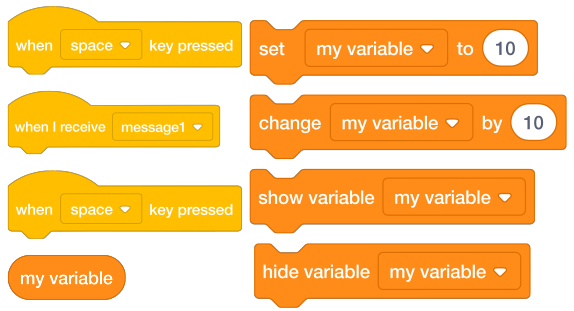 when space key pressed
when I receive message1
when space key pressed
my variable
set my variable to 10
change my variable by 10
show variable my variable
hide variable my variable